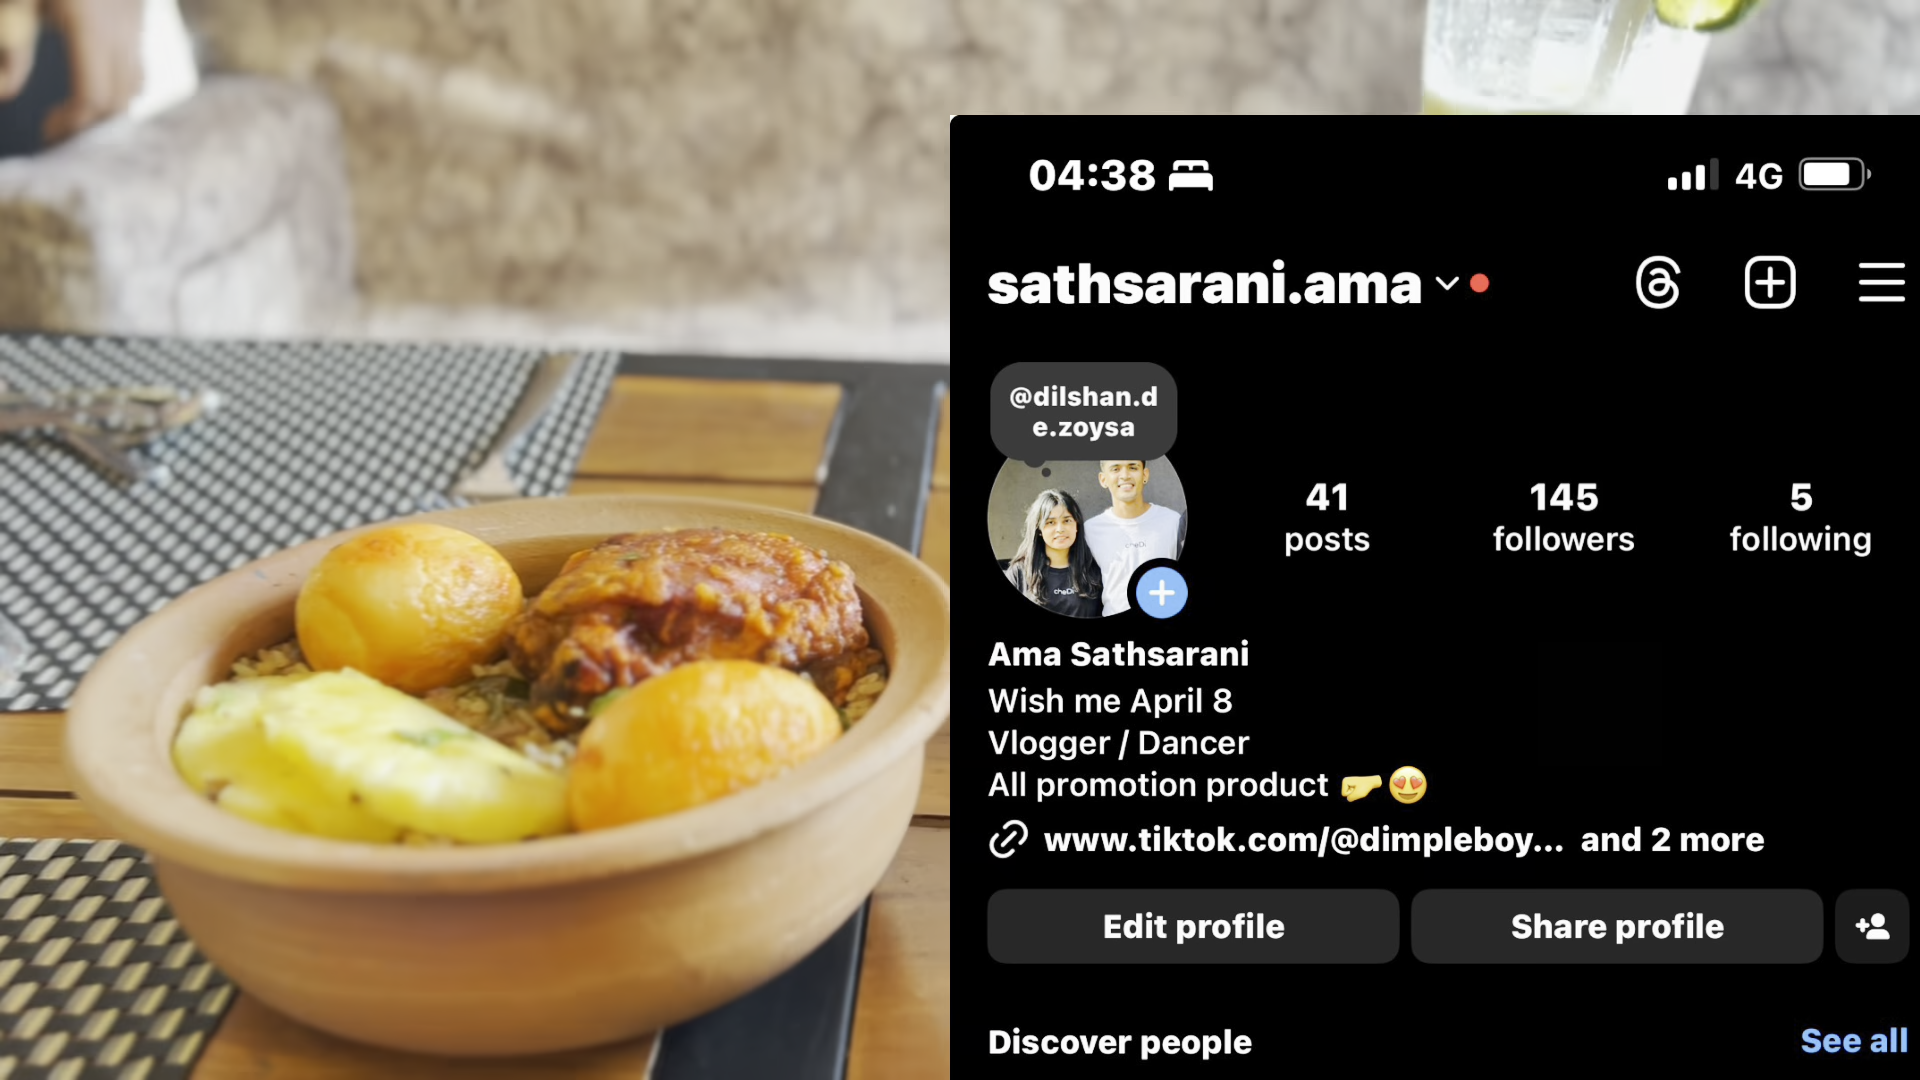 04:38
4G
sathsarani.ama
@dilshan.d
e.zoysa
41
posts
145
followers
5
following
Ama Sathsarani
Wish me April 8
Vlogger / Dancer
All promotion product 🤛😍
www.tiktok.com/@dimpleboy... and 2 more
Edit profile
Share profile
Discover people
See all